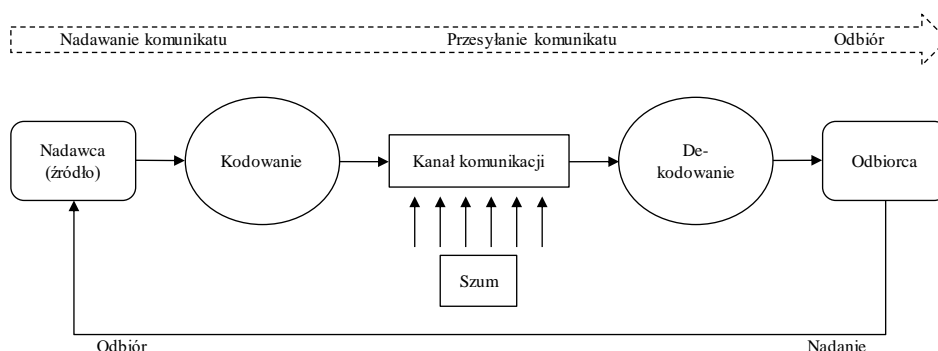 Nadawanie komunikatu Przesyłanie komunikatu Odbiór
Nadawca
(źródło)
Kodowanie
Kanał komunikacji
De-
kodowanie
Odbiorca
Szum
Odbiór Nadanie